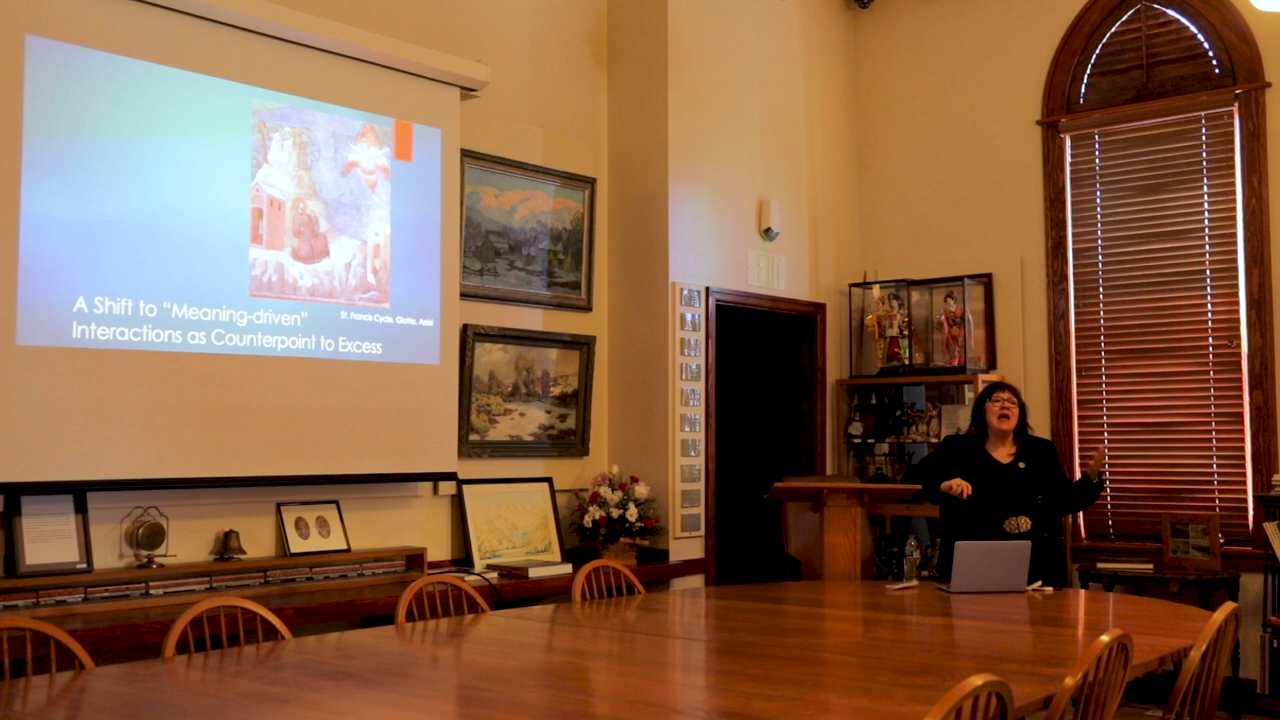 A Shift to “Meaning-driven”
Interactions as Counterpoint to Excess
St. Francis Cycle, Giotto, Assisi
EXIT